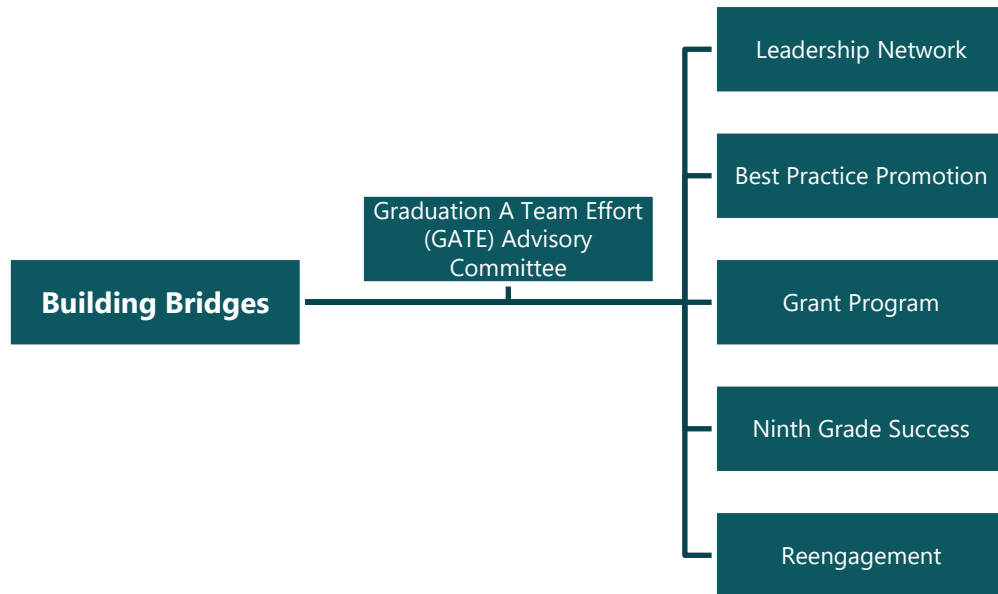 Building Bridges
Graduation A Team Effort
(GATE) Advisory
Committee
Leadership Network
Best Practice Promotion
Grant Program
Ninth Grade Success
Reengagement